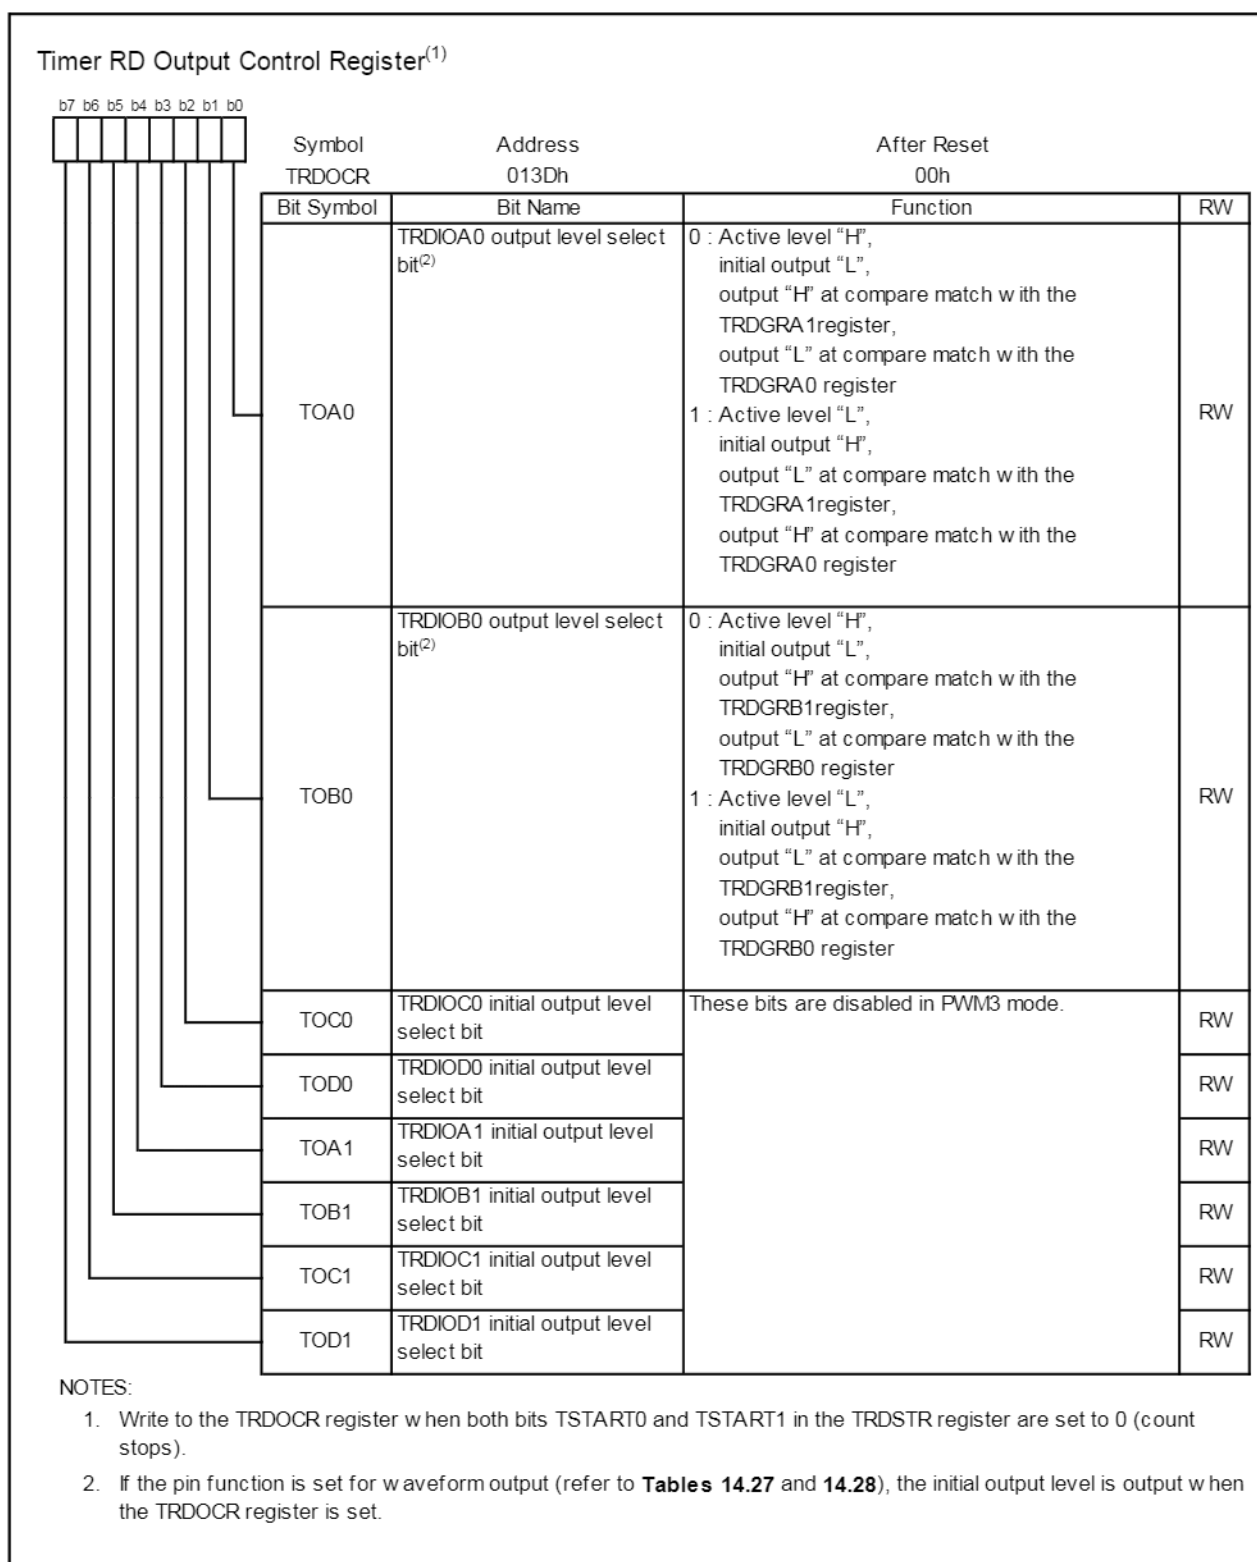 Timer RD Output Control Register(1)
b7 b6 b5 b4 b3 b2 b1 b0
Symbol Address After Reset
TRDOCR 013Dh 00h
Bit Symbol Bit Name Function RW
TOA0
TRDIOA0 output level select
bit(2)
0 : Active level “H”,
initial output “L”,
output “H” at compare match with the
TRDGRA1register,
output “L” at compare match with the
TRDGRA0 register
1 : Active level “L”,
initial output “H”,
output “L” at compare match with the
TRDGRA1register,
output “H” at compare match with the
TRDGRA0 register
RW
TOB0
TRDIOB0 output level select
bit(2)
0 : Active level “H”,
initial output “L”,
output “H” at compare match with the
TRDGRB1register,
output “L” at compare match with the
TRDGRB0 register
1 : Active level “L”,
initial output “H”,
output “L” at compare match with the
TRDGRB1register,
output “H” at compare match with the
TRDGRB0 register
RW
TOC0
TRDIOC0 initial output level
select bit
These bits are disabled in PWM3 mode.
RW
TOD0
TRDIOD0 initial output level
select bit
RW
TOA1
TRDIOA1 initial output level
select bit
RW
TOB1
TRDIOB1 initial output level
select bit
RW
TOC1
TRDIOC1 initial output level
select bit
RW
TOD1
TRDIOD1 initial output level
select bit
RW
NOTES:
1. Write to the TRDOCR register when both bits TSTART0 and TSTART1 in the TRDSTR register are set to 0 (count
stops).
2. If the pin function is set for waveform output (refer to Tables 14.27 and 14.28), the initial output level is output when
the TRDOCR register is set.